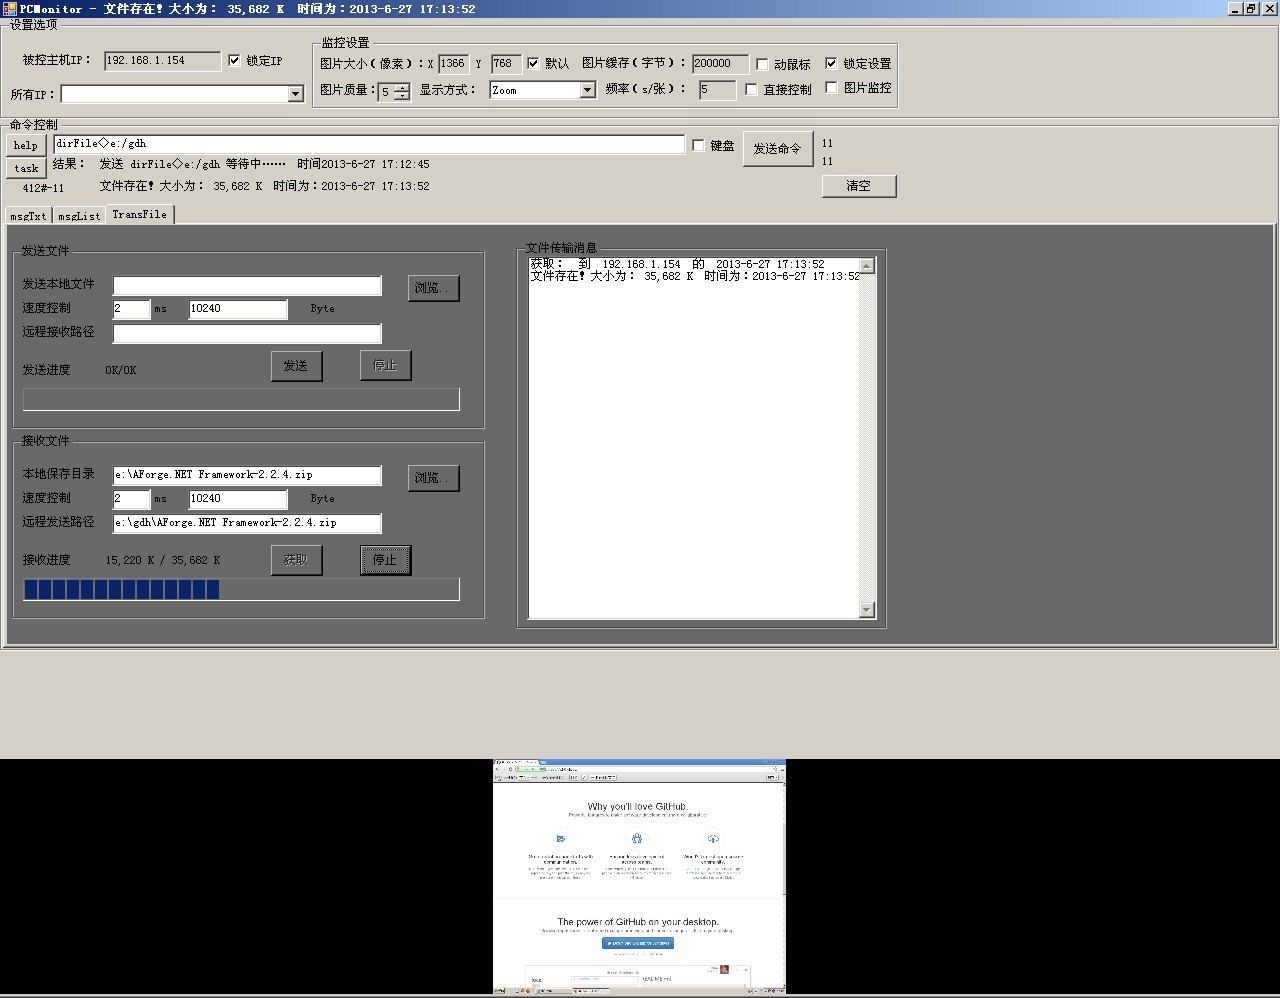 PCMonitor - 文件存在! 大小为： 35,682 K 时间为：2013-6-27 17:13:52
设置选项
被控主机IP： 192.168.1.154 锁定IP
所有IP：
监控设置
图片大小(像素)：X 1366 Y 768 默认 图片缓存(字节)： 200000 动鼠标 锁定设置
图片质量： 5 显示方式： Zoom 频率(s/张)： 5 直接控制 图片监控
命令控制
help dirFile◇e:/gdh 键盘 发送命令 11
task 结果： 发送 dirFile◇e:/gdh 等待中…… 时间2013-6-27 17:12:45 11
412#-11 文件存在! 大小为： 35,682 K 时间为：2013-6-27 17:13:52 清空
msgTxt msgList TransFile
发送文件
发送本地文件 浏览..
速度控制 2 ms 10240 Byte
远程接收路径
发送进度 0K/0K 发送 停止
接收文件
本地保存目录 e:\AForge.NET Framework-2.2.4.zip 浏览..
速度控制 2 ms 10240 Byte
远程发送路径 e:\gdh\AForge.NET Framework-2.2.4.zip
接收进度 15,220 K / 35,682 K 获取 停止
文件传输消息
获取： 到 192.168.1.154 的 2013-6-27 17:13:52
文件存在! 大小为： 35,682 K 时间为：2013-6-27 17:13:52
Why you'll love GitHub.
Powerful features to make software development more collaborative.
The power of GitHub on your desktop.
local
README.md